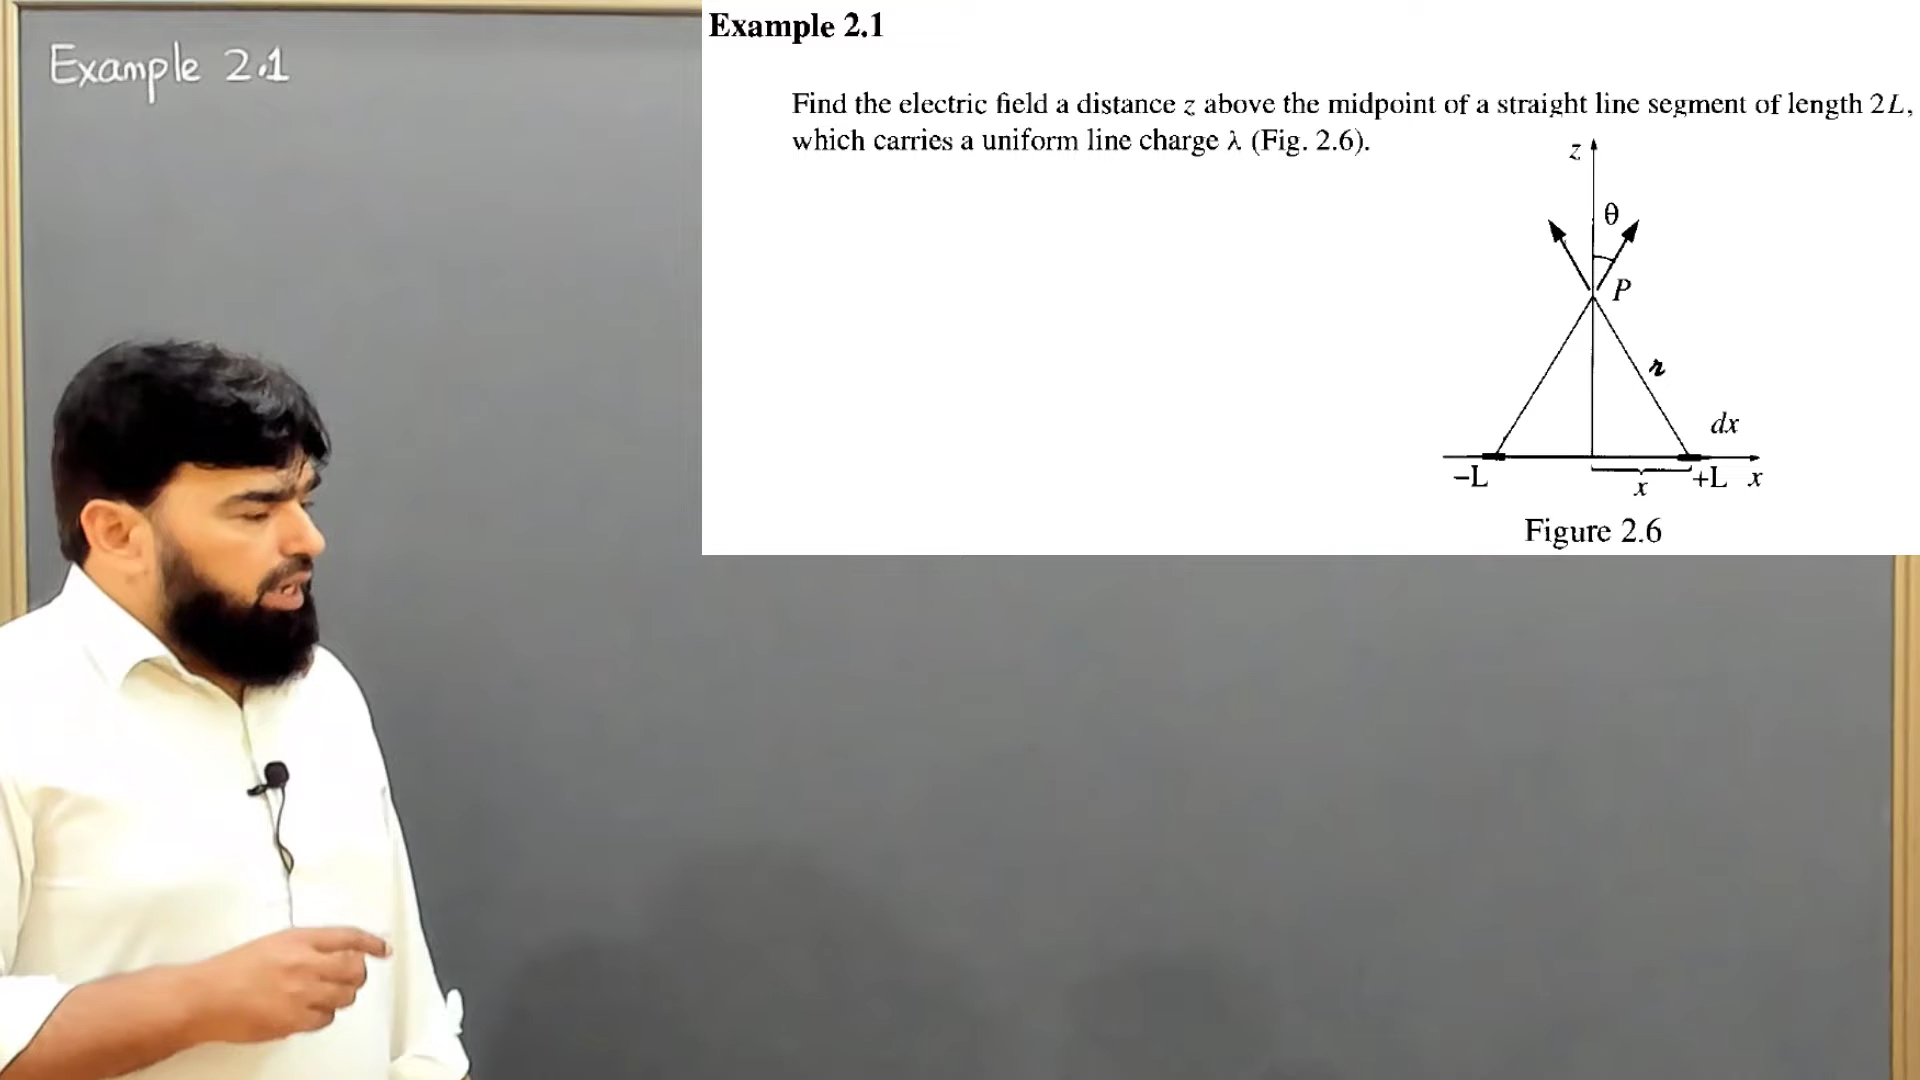 Example 2.1
Example 2.1
Find the electric field a distance z above the midpoint of a straight line segment of length 2L,
which carries a uniform line charge λ (Fig. 2.6).
z
θ
P
𝓇
dx
–L
x
+L
x
Figure 2.6